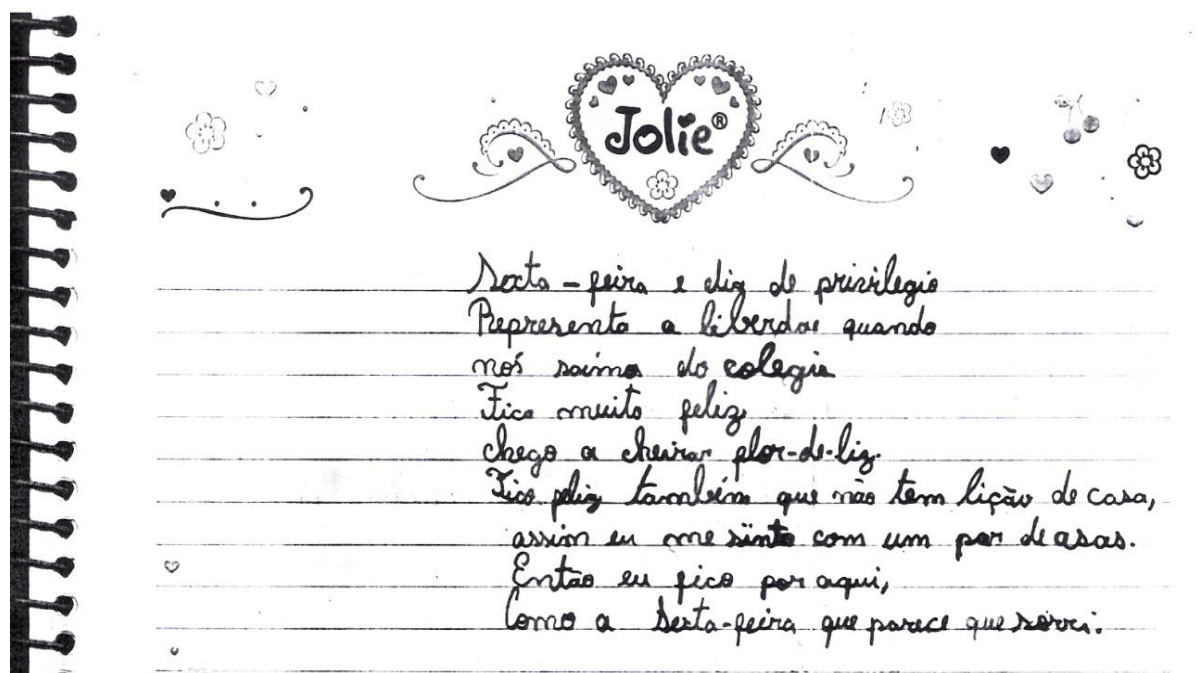 Jolie®
Sexta-feira e dia de privilegio
Representa a liberdae quando
nós saímos do colegio
Fico muito feliz
chego a cheirar flor-de-liz.
Fico feliz também que não tem lição de casa,
assim eu me sinto com um par de asas.
Então eu fico por aqui,
Como a Sexta-feira que parece que sorri.